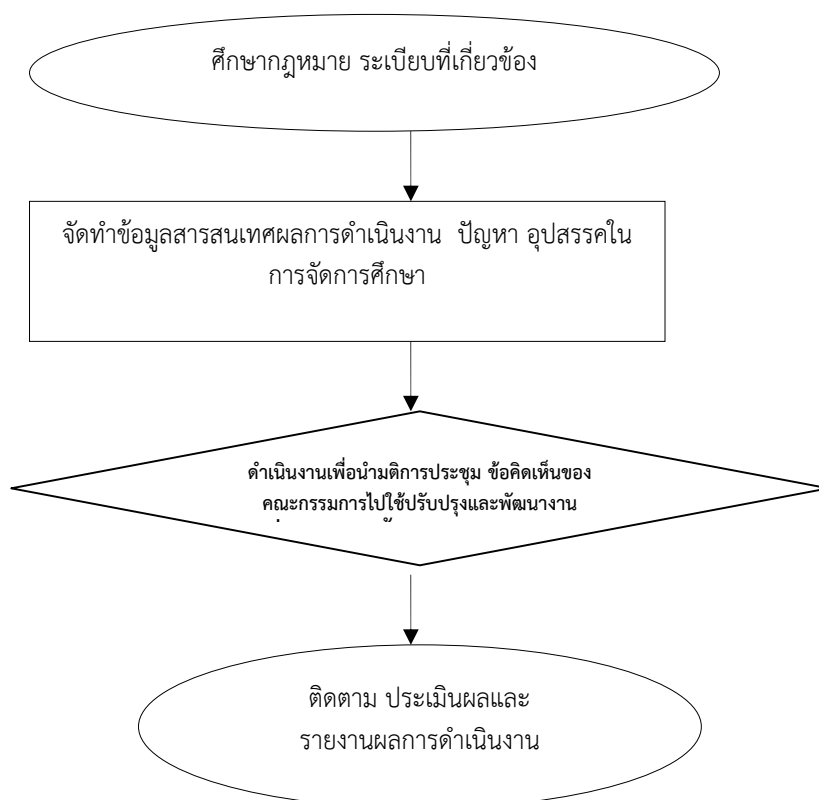 ศึกษากฎหมาย ระเบียบที่เกี่ยวข้อง
จัดทำข้อมูลสารสนเทศผลการดำเนินงาน ปัญหา อุปสรรคใน
การจัดการศึกษา
ดำเนินงานเพื่อนำมติการประชุม ข้อคิดเห็นของ
คณะกรรมการไปใช้ปรับปรุงและพัฒนางาน
ติดตาม ประเมินผลและ
รายงานผลการดำเนินงาน